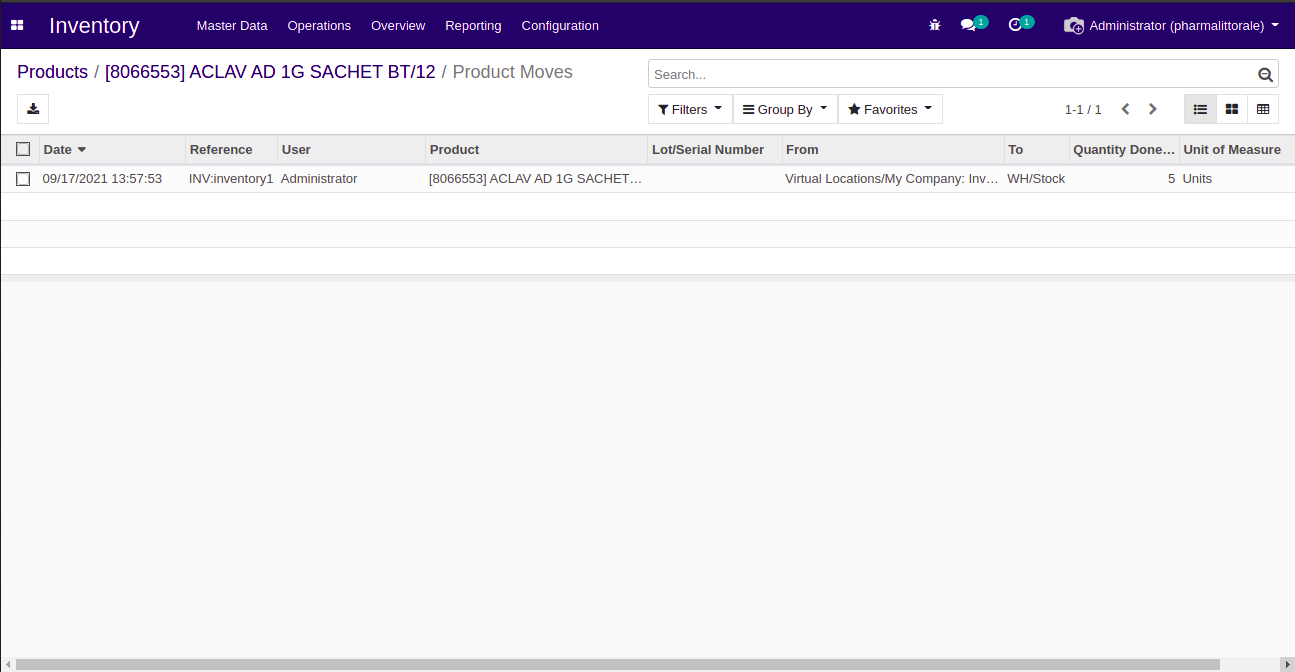 Inventory Master Data Operations Overview Reporting Configuration 1 1 Administrator (pharmalittorale)
Products / [8066553] ACLAV AD 1G SACHET BT/12 / Product Moves
Search...
Filters Group By Favorites 1-1 / 1
Date Reference User Product Lot/Serial Number From To Quantity Done... Unit of Measure
09/17/2021 13:57:53 INV:inventory1 Administrator [8066553] ACLAV AD 1G SACHET... Virtual Locations/My Company: Inv... WH/Stock 5 Units